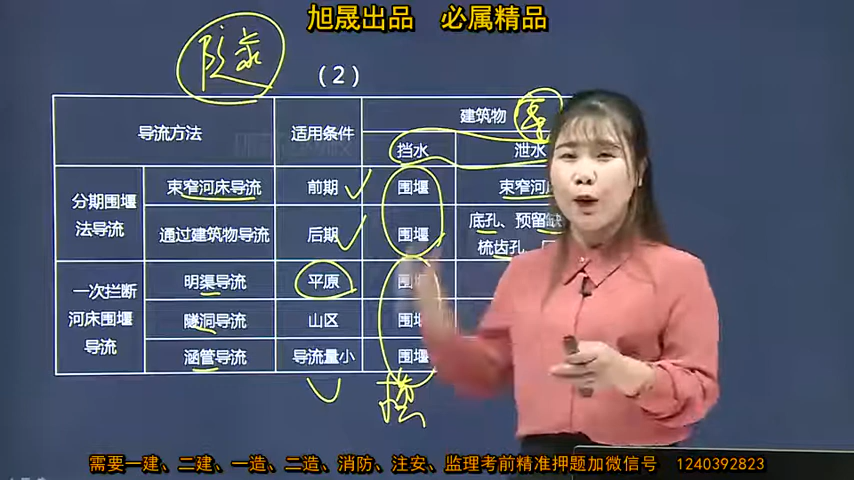 旭晟出品 必属精品
（2）
导流方法 适用条件 建筑物
挡水 泄水
分期围堰法导流 束窄河床导流 前期 围堰 束窄河
通过建筑物导流 后期 围堰 底孔、预留缺
梳齿孔、
一次拦断河床围堰导流 明渠导流 平原 围
隧洞导流 山区 围
涵管导流 导流量小 围堰
需要一建、二建、一造、二造、消防、注安、监理考前精准押题加微信号 1240392823